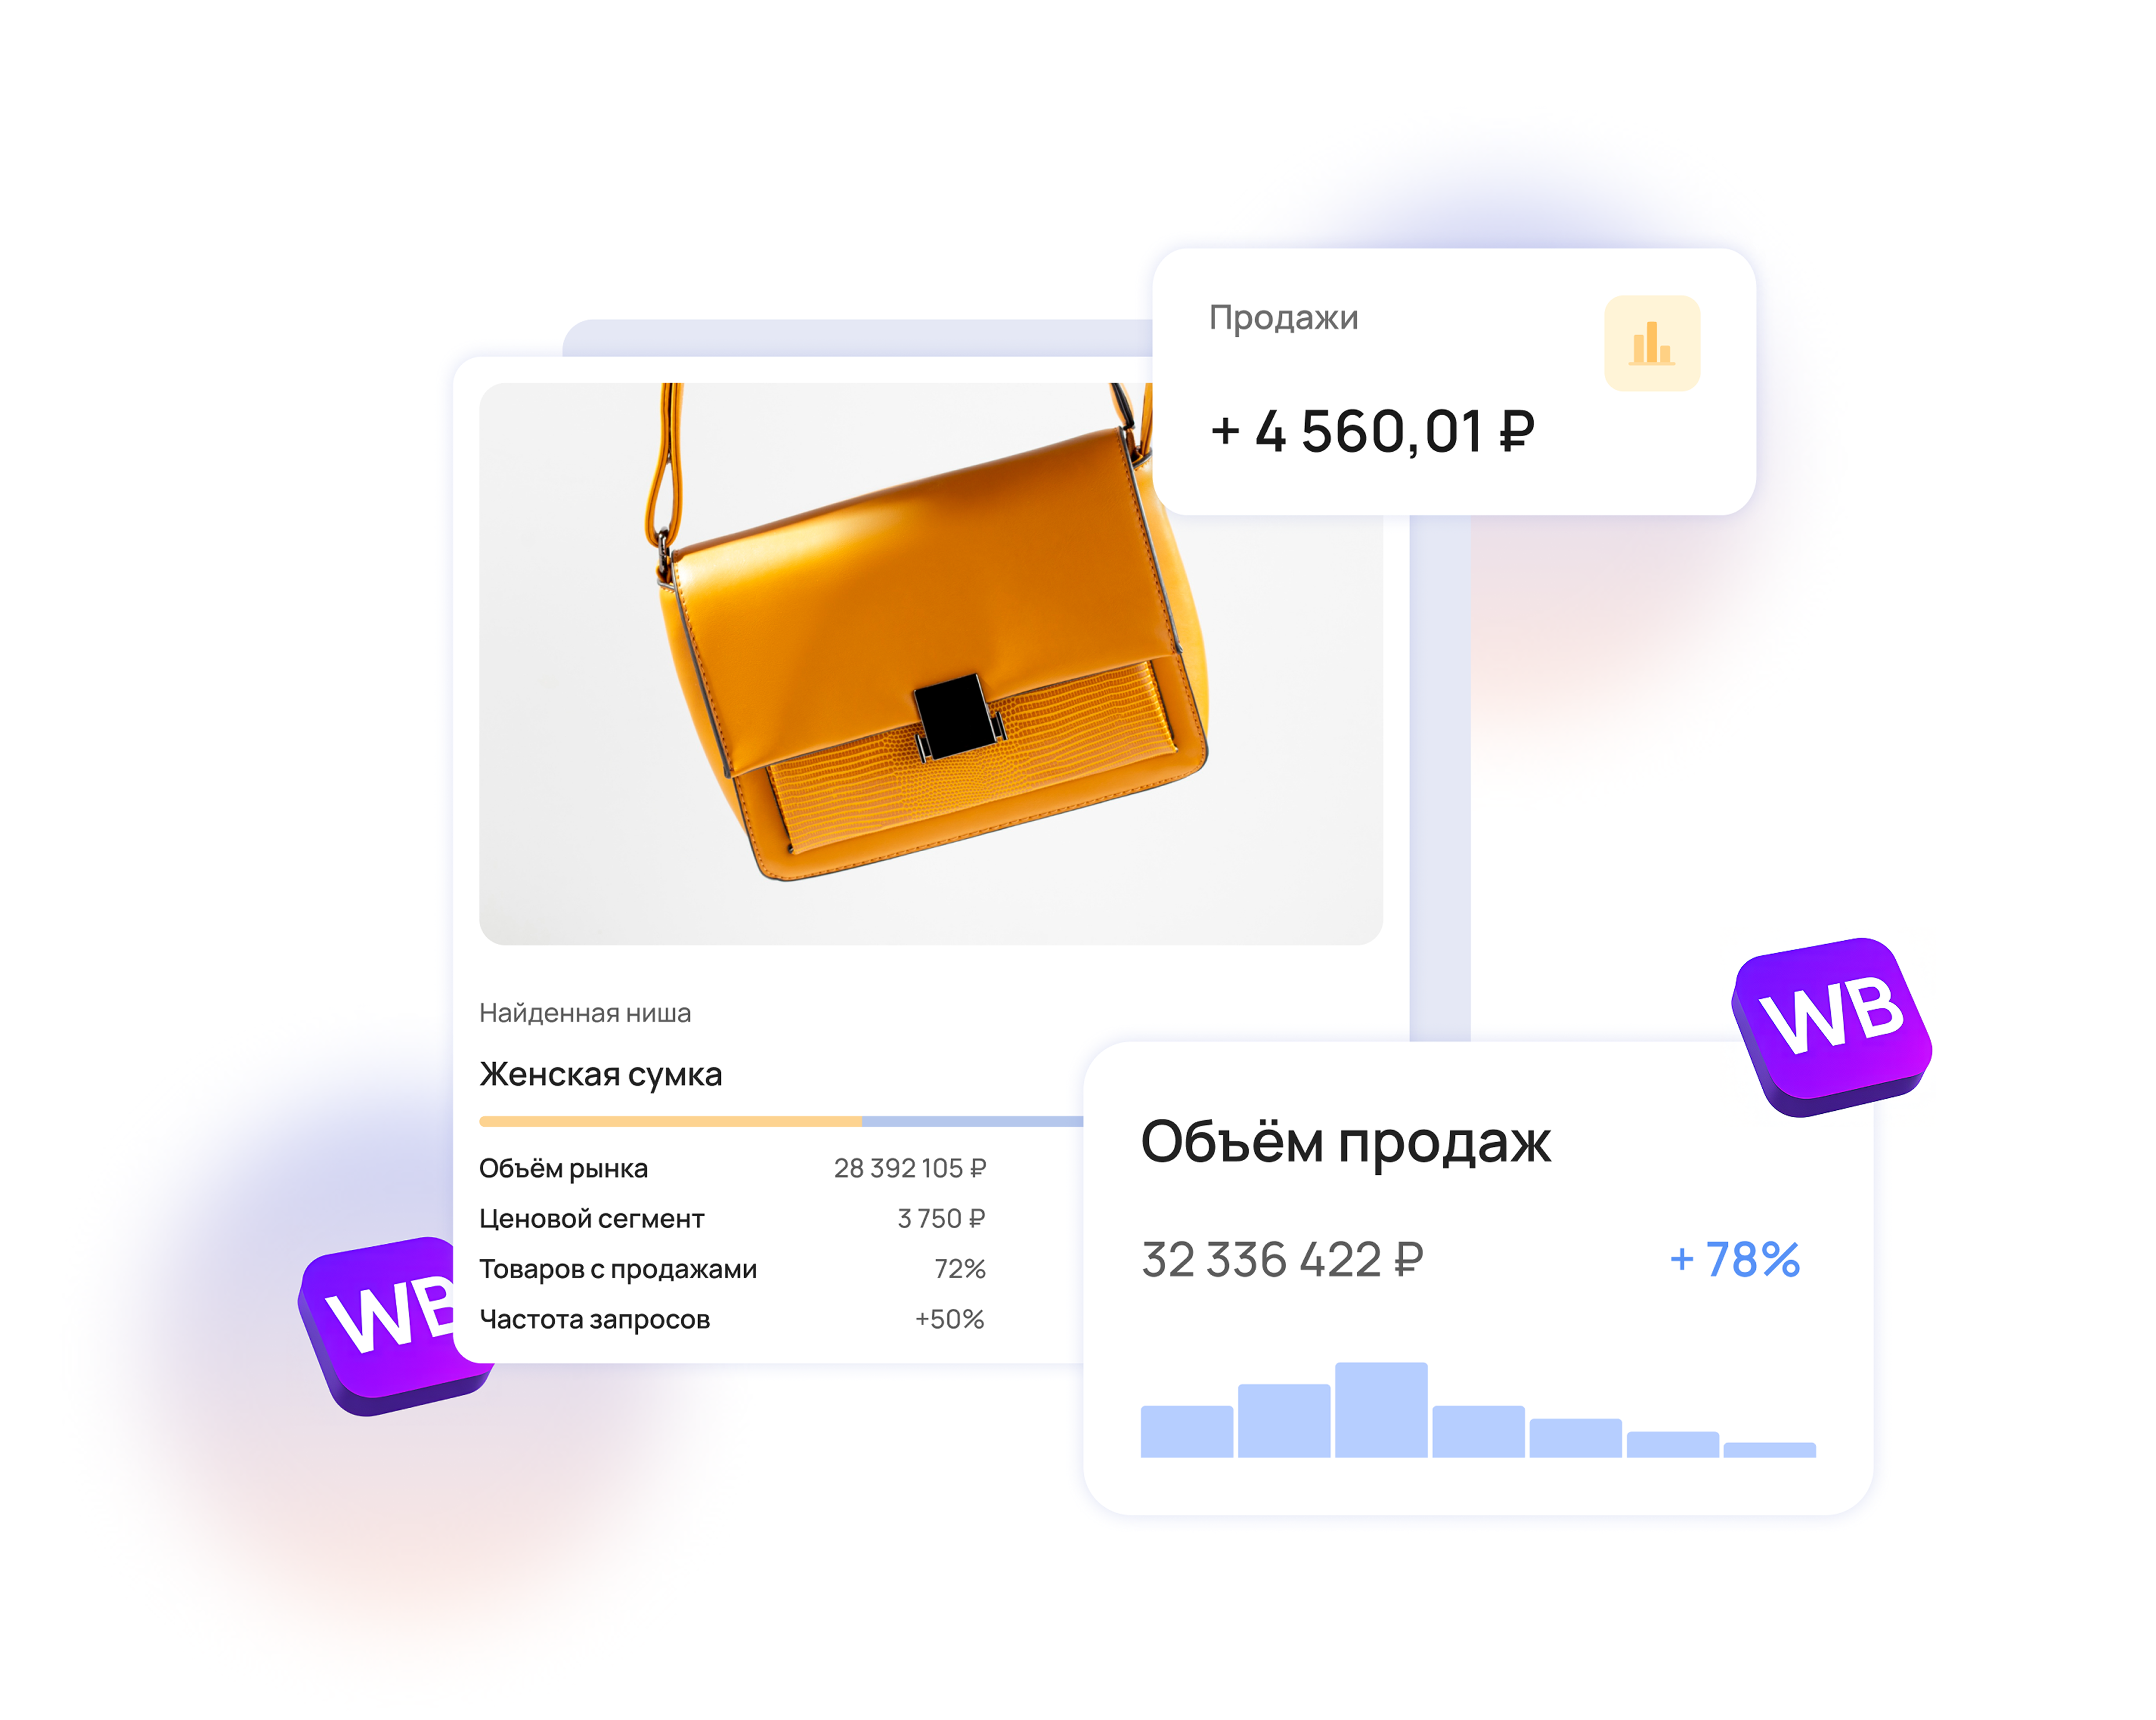 Продажи
+ 4 560,01 ₽
Найденная ниша
Женская сумка
Объём рынка 28 392 105 ₽
Ценовой сегмент 3 750 ₽
Товаров с продажами 72%
Частота запросов +50%
WB
Объём продаж
32 336 422 ₽ + 78%
WB